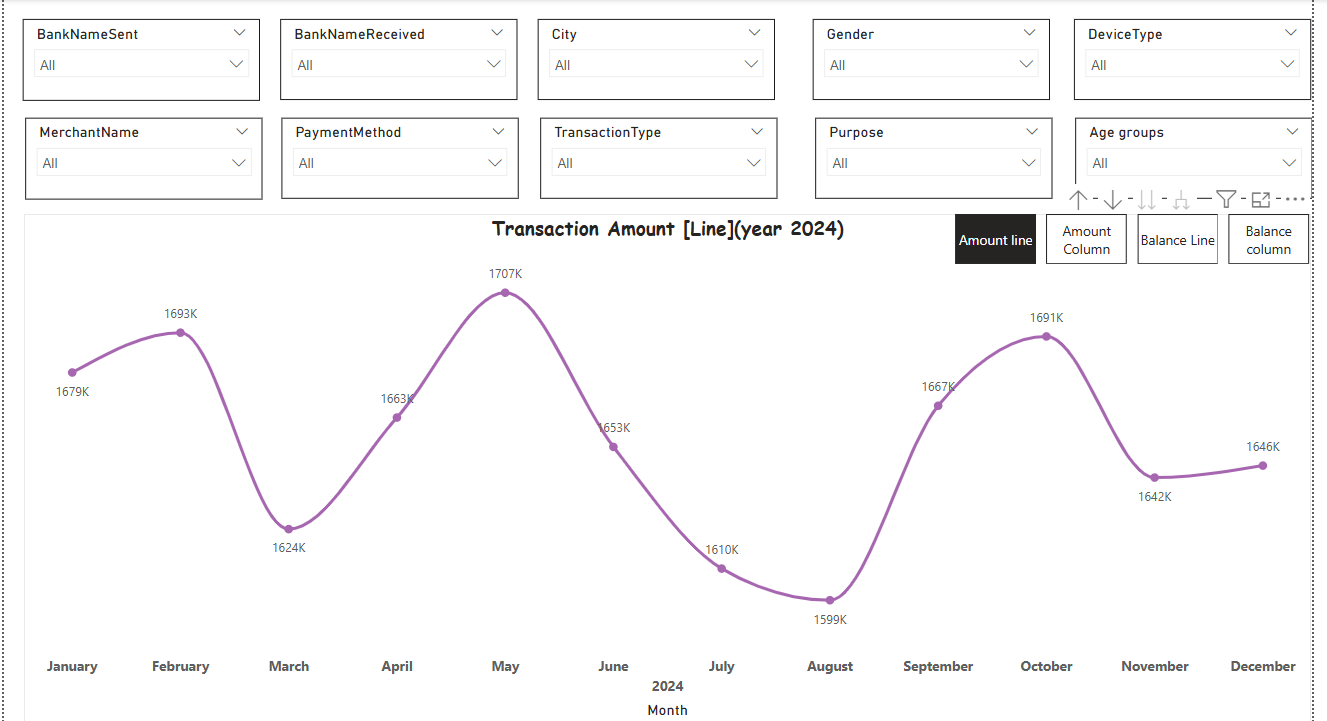 BankNameSent
All
BankNameReceived
All
City
All
Gender
All
DeviceType
All
MerchantName
All
PaymentMethod
All
TransactionType
All
Purpose
All
Age groups
All
Transaction Amount [Line](year 2024)
Amount line
Amount
Column
Balance Line
Balance
column
1679K
1693K
1624K
1663K
1707K
1653K
1610K
1599K
1667K
1691K
1642K
1646K
January February March April May June July August September October November December
2024
Month